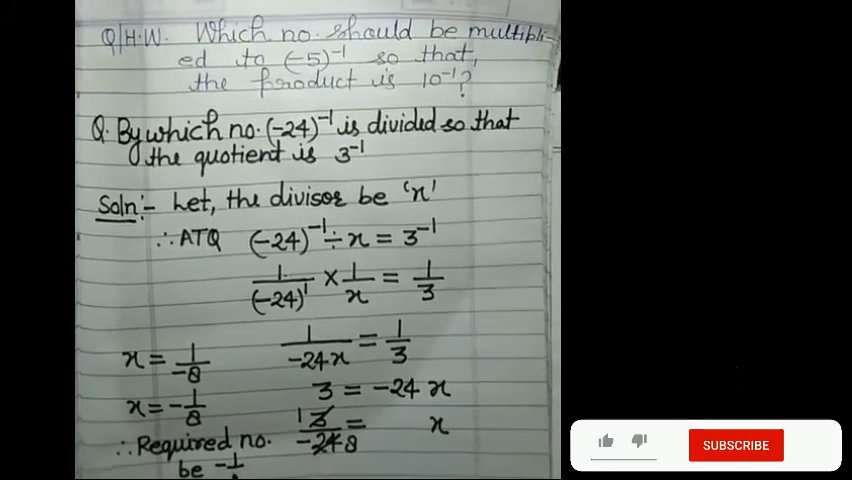 Q/H.W. Which no. should be multipli-
ed to (-5)⁻¹ so that,
the product is 10⁻¹?
Q. By which no. (-24)⁻¹ is divided so that
the quotient is 3⁻¹
Soln:- Let, the divisor be 'x'
∴ ATQ (-24)⁻¹ ÷ x = 3⁻¹
1/(-24)¹ × 1/x = 1/3
1/-24x = 1/3
x = 1/-8
3 = -24 x
x = -1/8
1 3/-24 8 = x
∴ Required no.
be -1/
SUBSCRIBE